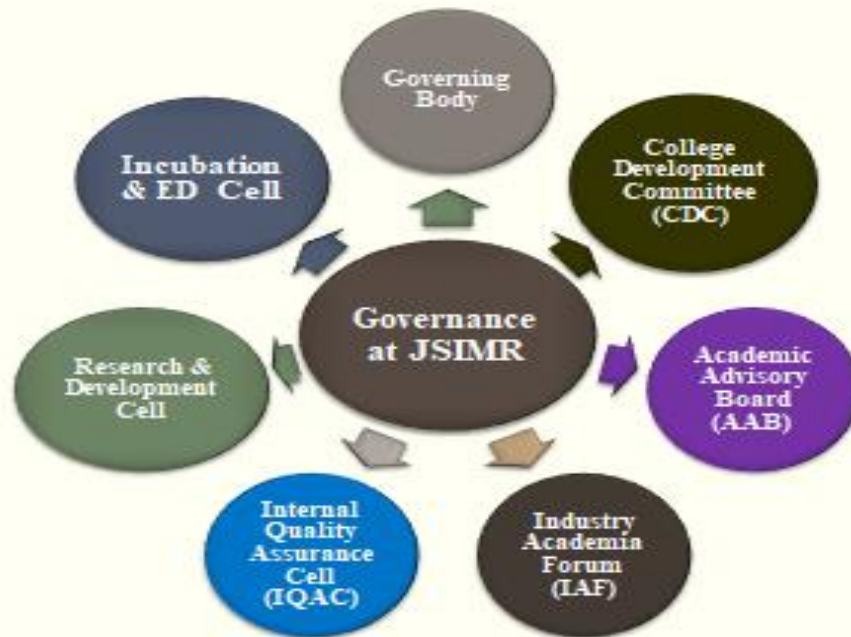 Governing
Body
College
Development
Committee
(CDC)
Academic
Advisory
Board
(AAB)
Industry
Academia
Forum
(IAF)
Internal
Quality
Assurance
Cell
(IQAC)
Research &
Development
Cell
Incubation
& ED Cell
Governance
at JSIMR